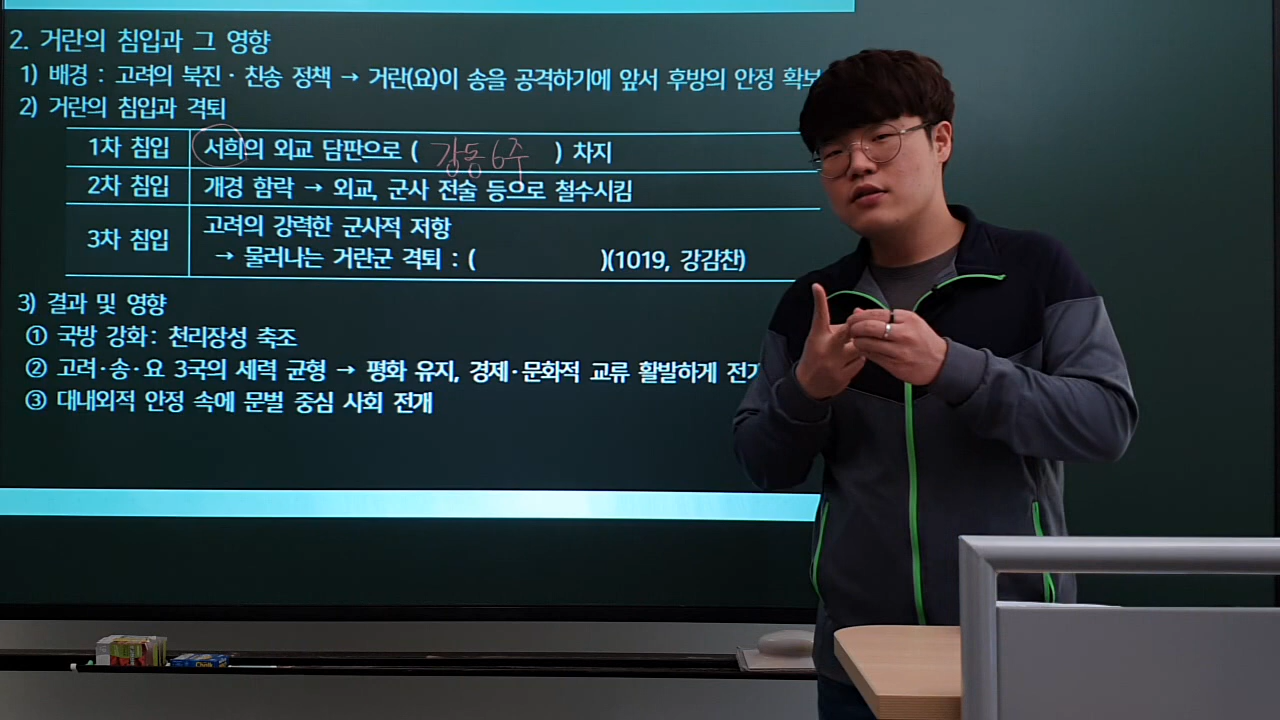 2. 거란의 침입과 그 영향
1) 배경 : 고려의 북진 · 친송 정책 → 거란(요)이 송을 공격하기에 앞서 후방의 안정 확보
2) 거란의 침입과 격퇴
1차 침입 서희의 외교 담판으로 ( 강동6주 ) 차지
2차 침입 개경 함락 → 외교, 군사 전술 등으로 철수시킴
3차 침입 고려의 강력한 군사적 저항
→ 물러나는 거란군 격퇴 : ( )(1019, 강감찬)
3) 결과 및 영향
① 국방 강화 : 천리장성 축조
② 고려·송·요 3국의 세력 균형 → 평화 유지, 경제·문화적 교류 활발하게 전개
③ 대내외적 안정 속에 문벌 중심 사회 전개